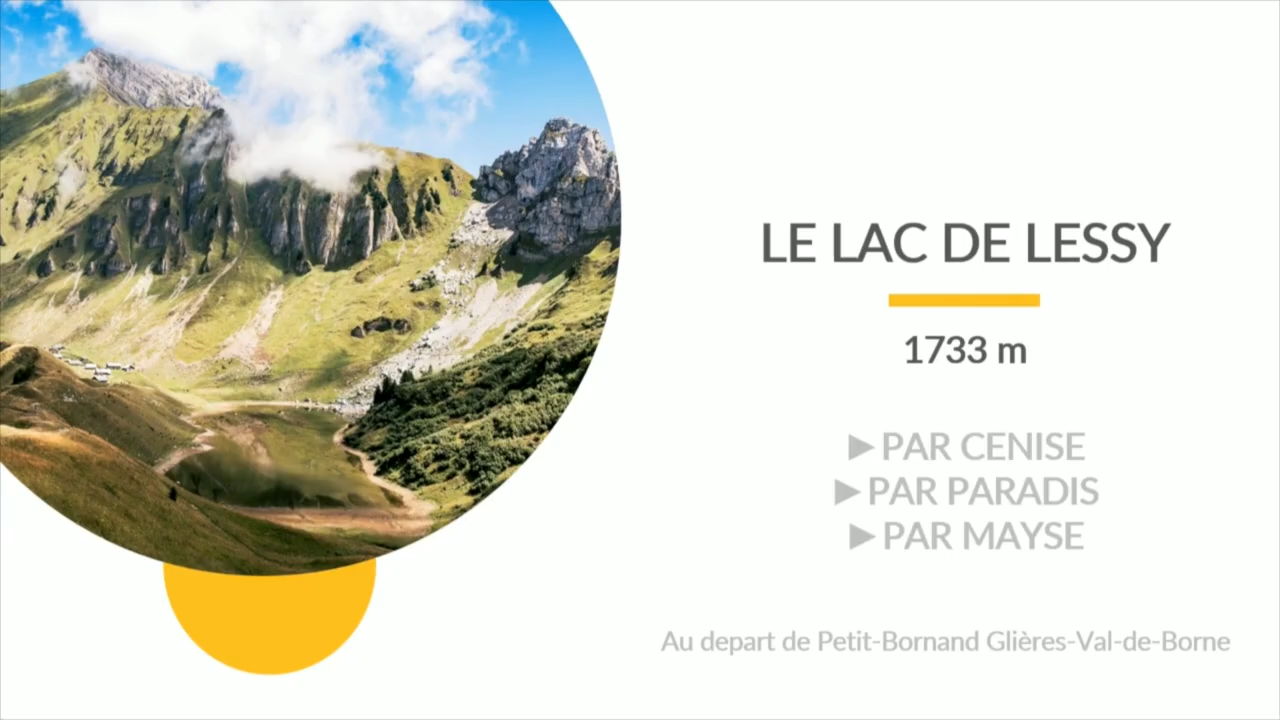 LE LAC DE LESSY
1733 m
►PAR CENISE
►PAR PARADIS
►PAR MAYSE
Au depart de Petit-Bornand Glières-Val-de-Borne